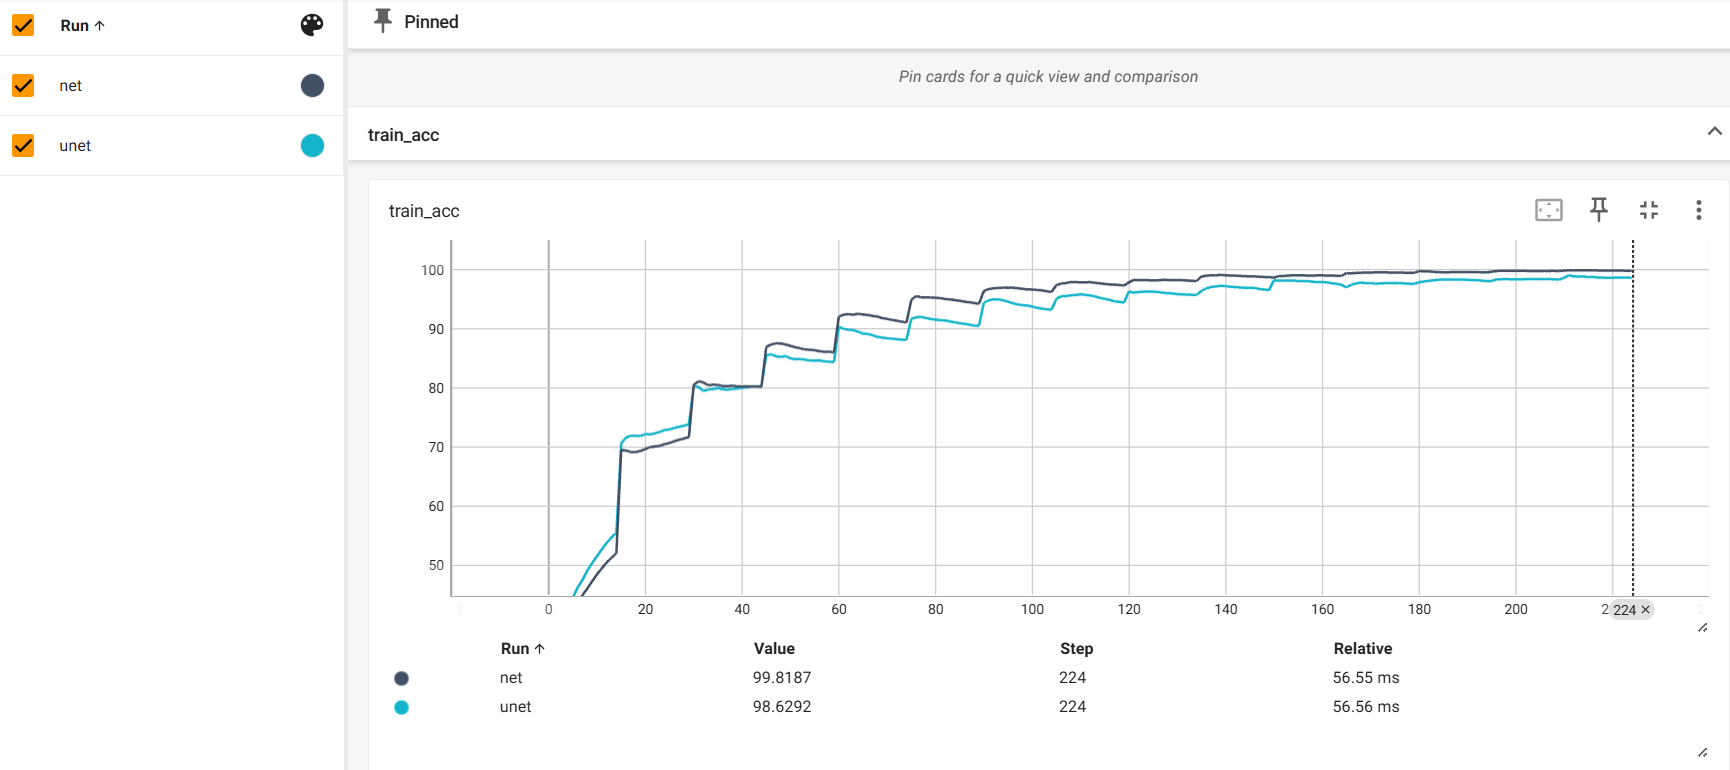 Run ↑
net
unet
Pinned
Pin cards for a quick view and comparison
train_acc
train_acc
100
90
80
70
60
50
0 20 40 60 80 100 120 140 160 180 200 224 ×
Run ↑ Value Step Relative
net 99.8187 224 56.55 ms
unet 98.6292 224 56.56 ms